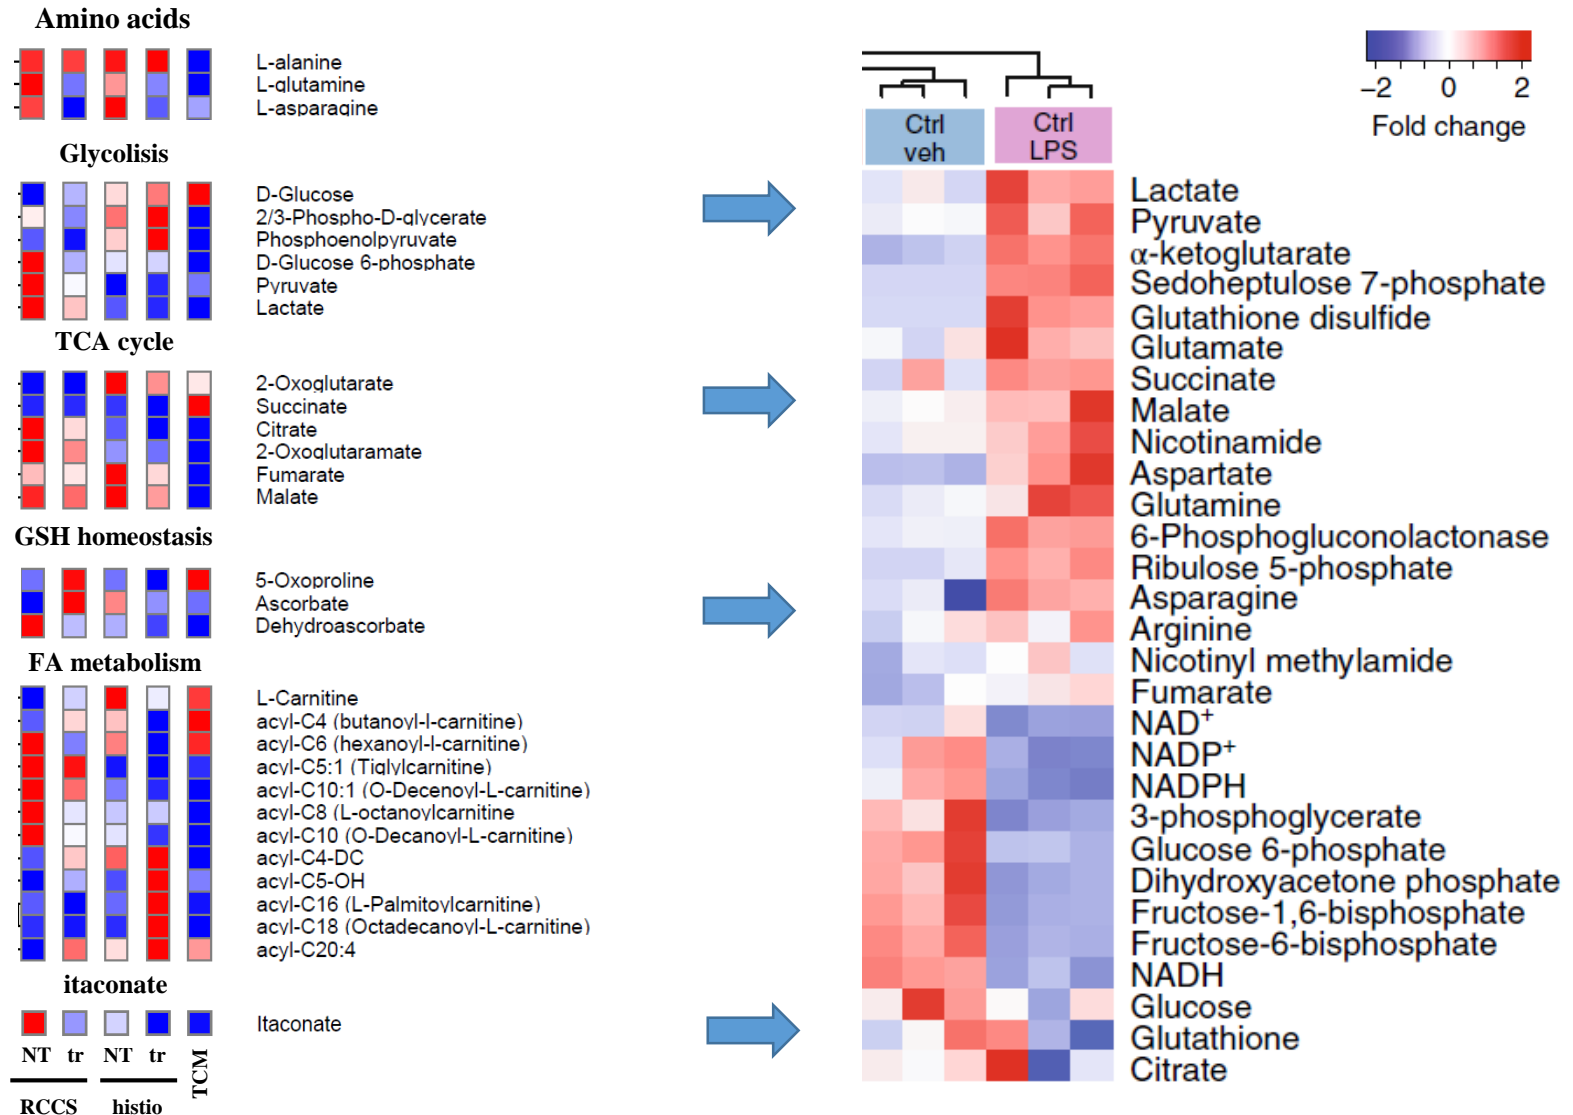 Amino acids
L-alanine
L-glutamine
L-asparagine
Glycolisis
D-Glucose
2/3-Phospho-D-glycerate
Phosphoenolpyruvate
D-Glucose 6-phosphate
Pyruvate
Lactate
TCA cycle
2-Oxoglutarate
Succinate
Citrate
2-Oxoglutaramate
Fumarate
Malate
GSH homeostasis
5-Oxoproline
Ascorbate
Dehydroascorbate
FA metabolism
L-Carnitine
acyl-C4 (butanoyl-l-carnitine)
acyl-C6 (hexanoyl-l-carnitine)
acyl-C5:1 (Tiglylcarnitine)
acyl-C10:1 (O-Decenoyl-L-carnitine)
acyl-C8 (L-octanoylcarnitine
acyl-C10 (O-Decanoyl-L-carnitine)
acyl-C4-DC
acyl-C5-OH
acyl-C16 (L-Palmitoylcarnitine)
acyl-C18 (Octadecanoyl-L-carnitine)
acyl-C20:4
itaconate
Itaconate
NT tr NT tr TCM
RCCS histio
Ctrl veh
Ctrl LPS
−2 0 2
Fold change
Lactate
Pyruvate
α-ketoglutarate
Sedoheptulose 7-phosphate
Glutathione disulfide
Glutamate
Succinate
Malate
Nicotinamide
Aspartate
Glutamine
6-Phosphogluconolactonase
Ribulose 5-phosphate
Asparagine
Arginine
Nicotinyl methylamide
Fumarate
NAD⁺
NADP⁺
NADPH
3-phosphoglycerate
Glucose 6-phosphate
Dihydroxyacetone phosphate
Fructose-1,6-bisphosphate
Fructose-6-bisphosphate
NADH
Glucose
Glutathione
Citrate